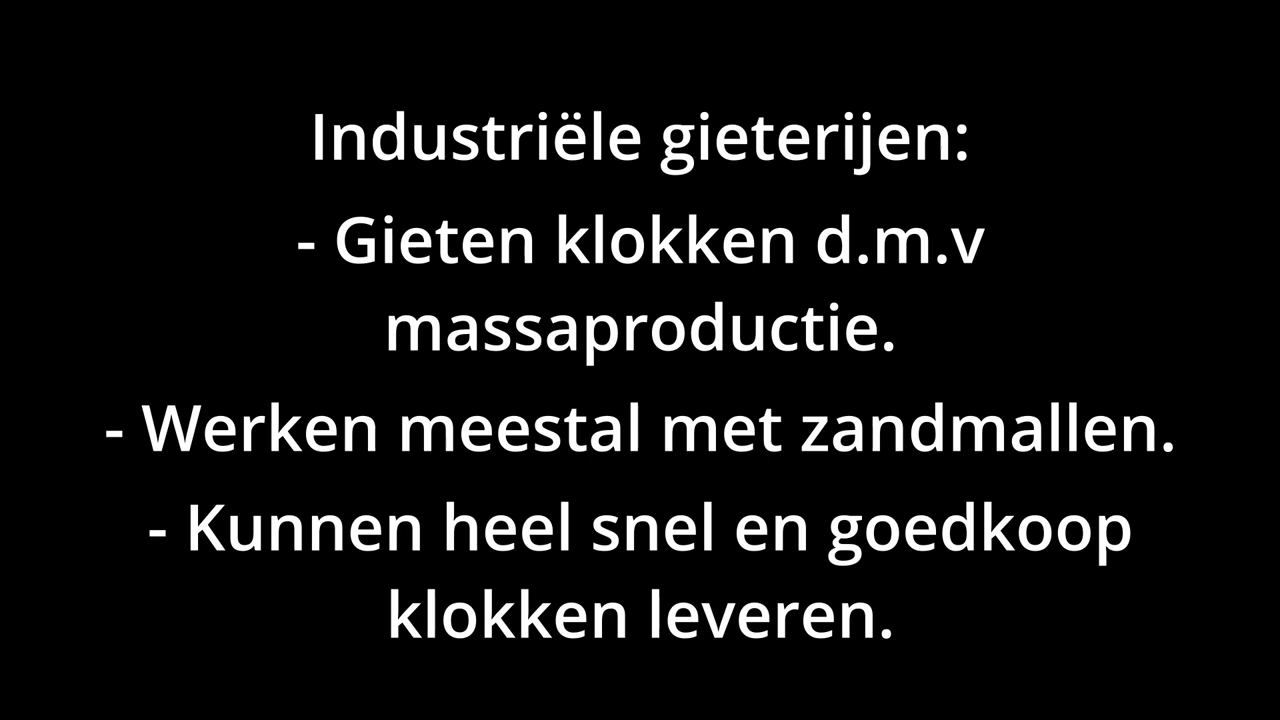 Industriële gieterijen:
- Gieten klokken d.m.v
massaproductie.
- Werken meestal met zandmallen.
- Kunnen heel snel en goedkoop
klokken leveren.